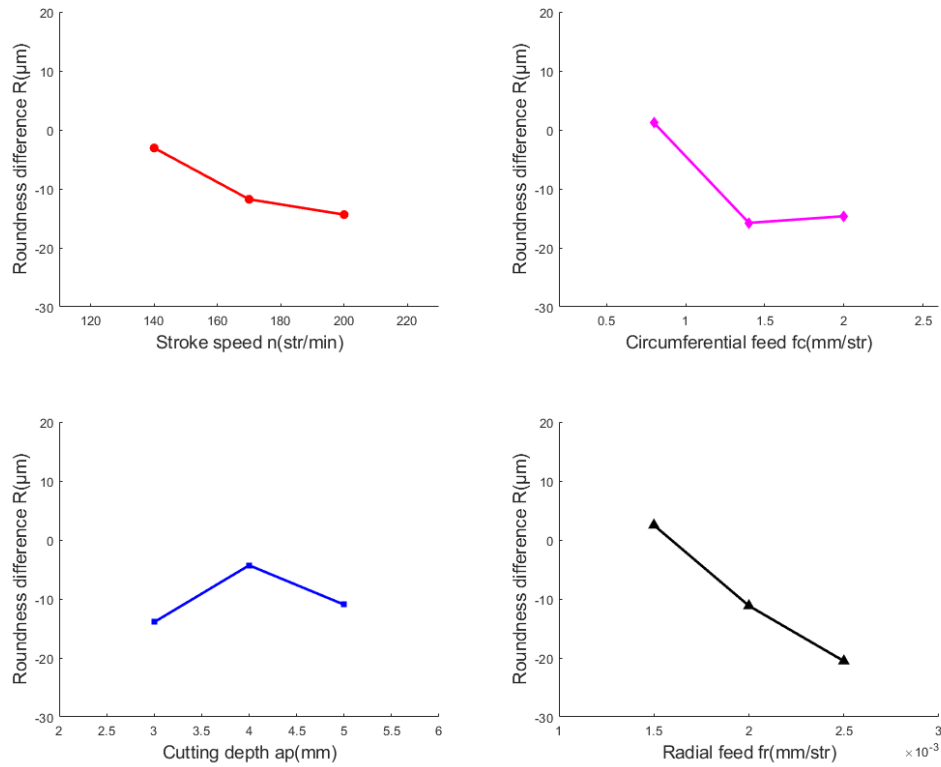 20
10
0
-10
-20
-30
120 140 160 180 200 220
Stroke speed n(str/min)
Roundness difference R(μm)
20
10
0
-10
-20
-30
0.5 1 1.5 2 2.5
Circumferential feed fc(mm/str)
Roundness difference R(μm)
20
10
0
-10
-20
-30
2 2.5 3 3.5 4 4.5 5 5.5 6
Cutting depth ap(mm)
Roundness difference R(μm)
20
10
0
-10
-20
-30
1 1.5 2 2.5 3
Radial feed fr(mm/str)
×10⁻³
Roundness difference R(μm)